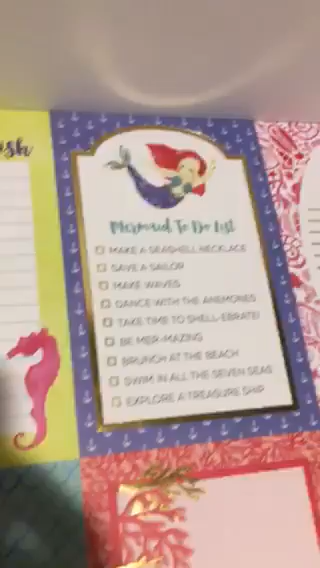 Mermaid To Do List
MAKE A SEASHELL NECKLACE
SAVE A SAILOR
MAKE WAVES
DANCE WITH THE ANEMONES
TAKE TIME TO SHELL-EBRATE!
BE MER-MAZING
BRUNCH AT THE BEACH
SWIM IN ALL THE SEVEN SEAS
EXPLORE A TREASURE SHIP